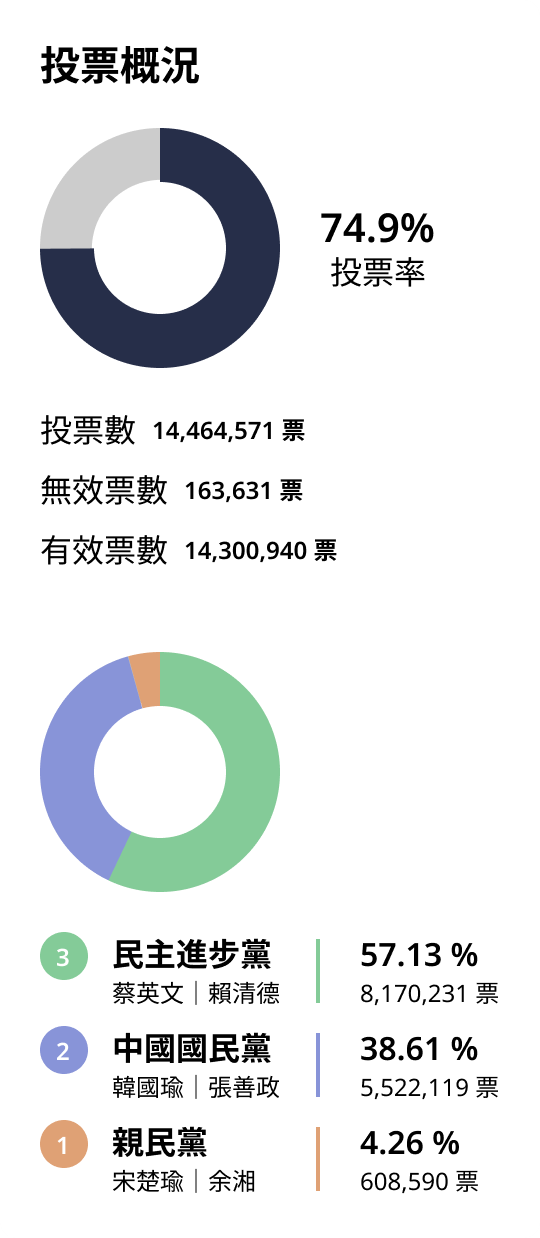 投票概況
74.9%
投票率
投票數 14,464,571 票
無效票數 163,631 票
有效票數 14,300,940 票
3 民主進步黨 57.13 %
蔡英文｜賴清德 8,170,231 票
2 中國國民黨 38.61 %
韓國瑜｜張善政 5,522,119 票
1 親民黨 4.26 %
宋楚瑜｜余湘 608,590 票